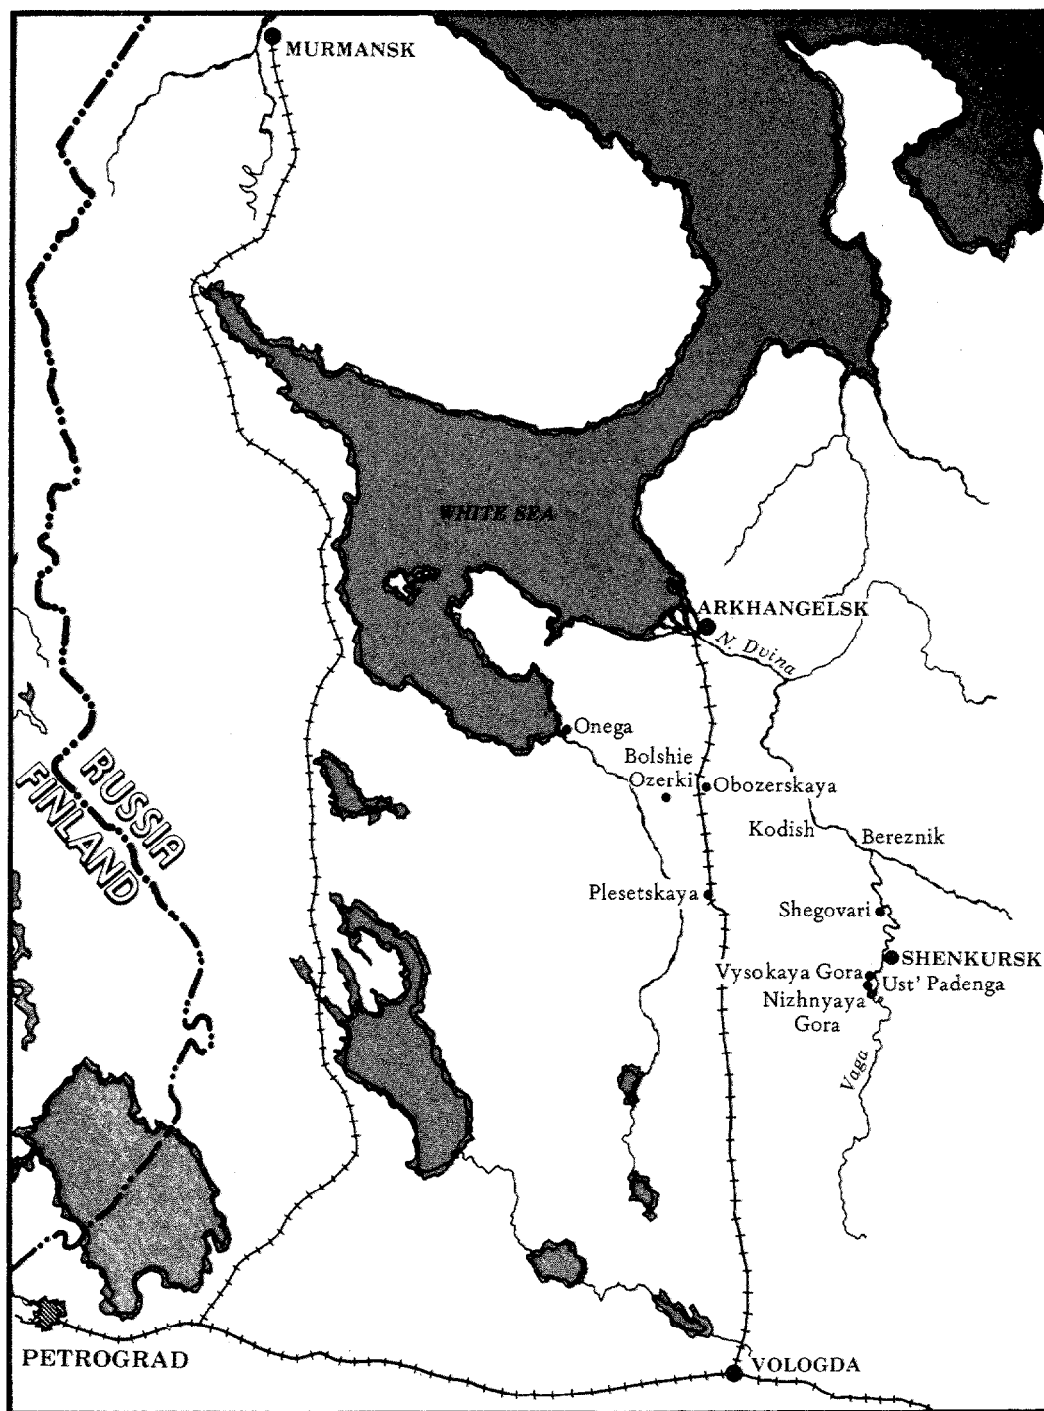 MURMANSK
WHITE SEA
ARKHANGELSK
N. Dvina
Onega
Bolshie
Ozerki
Obozerskaya
RUSSIA
FINLAND
Kodish
Bereznik
Plesetskaya
Shegovari
SHENKURSK
Vysokaya Gora
Ust' Padenga
Nizhnyaya
Gora
Vaga
PETROGRAD
VOLOGDA